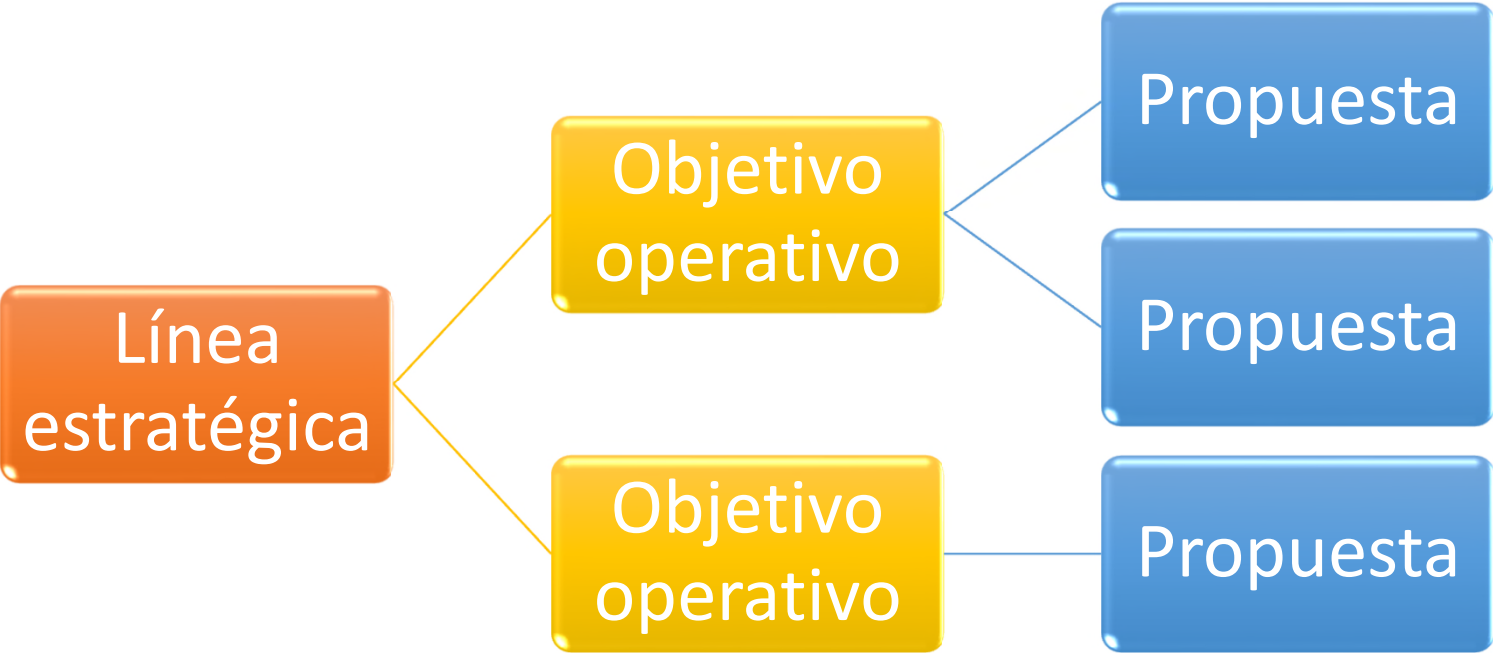 Línea
estratégica
Objetivo
operativo
Propuesta
Propuesta
Objetivo
operativo
Propuesta